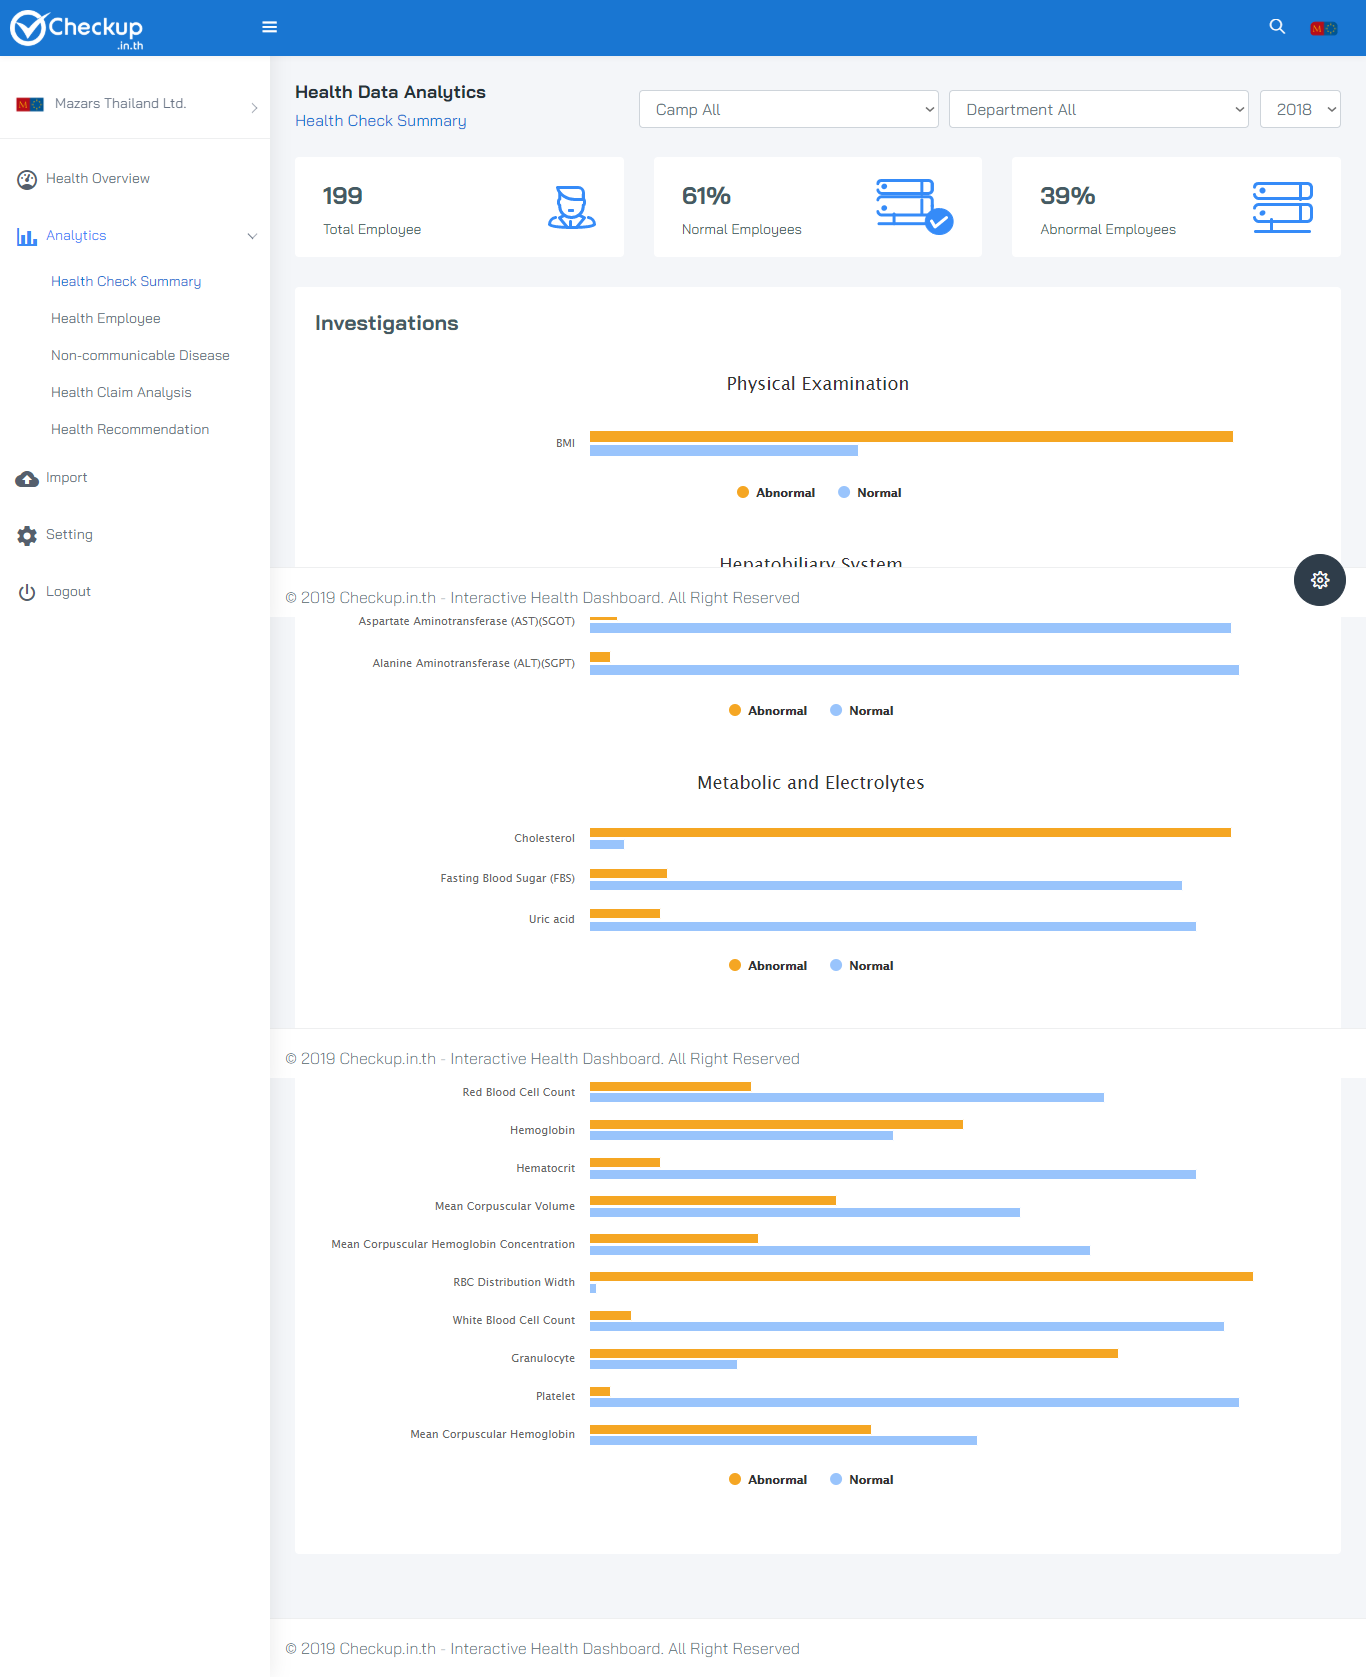 Checkup
.in.th
Mazars Thailand Ltd.
Health Overview
Analytics
Health Check Summary
Health Employee
Non-communicable Disease
Health Claim Analysis
Health Recommendation
Import
Setting
Logout
Health Data Analytics
Health Check Summary
Camp All
Department All
2018
199
Total Employee
61%
Normal Employees
39%
Abnormal Employees
Investigations
Physical Examination
BMI
Abnormal Normal
Hepatobiliary System
© 2019 Checkup.in.th - Interactive Health Dashboard. All Right Reserved
Aspartate Aminotransferase (AST)(SGOT)
Alanine Aminotransferase (ALT)(SGPT)
Abnormal Normal
Metabolic and Electrolytes
Cholesterol
Fasting Blood Sugar (FBS)
Uric acid
Abnormal Normal
© 2019 Checkup.in.th - Interactive Health Dashboard. All Right Reserved
Red Blood Cell Count
Hemoglobin
Hematocrit
Mean Corpuscular Volume
Mean Corpuscular Hemoglobin Concentration
RBC Distribution Width
White Blood Cell Count
Granulocyte
Platelet
Mean Corpuscular Hemoglobin
Abnormal Normal
© 2019 Checkup.in.th - Interactive Health Dashboard. All Right Reserved